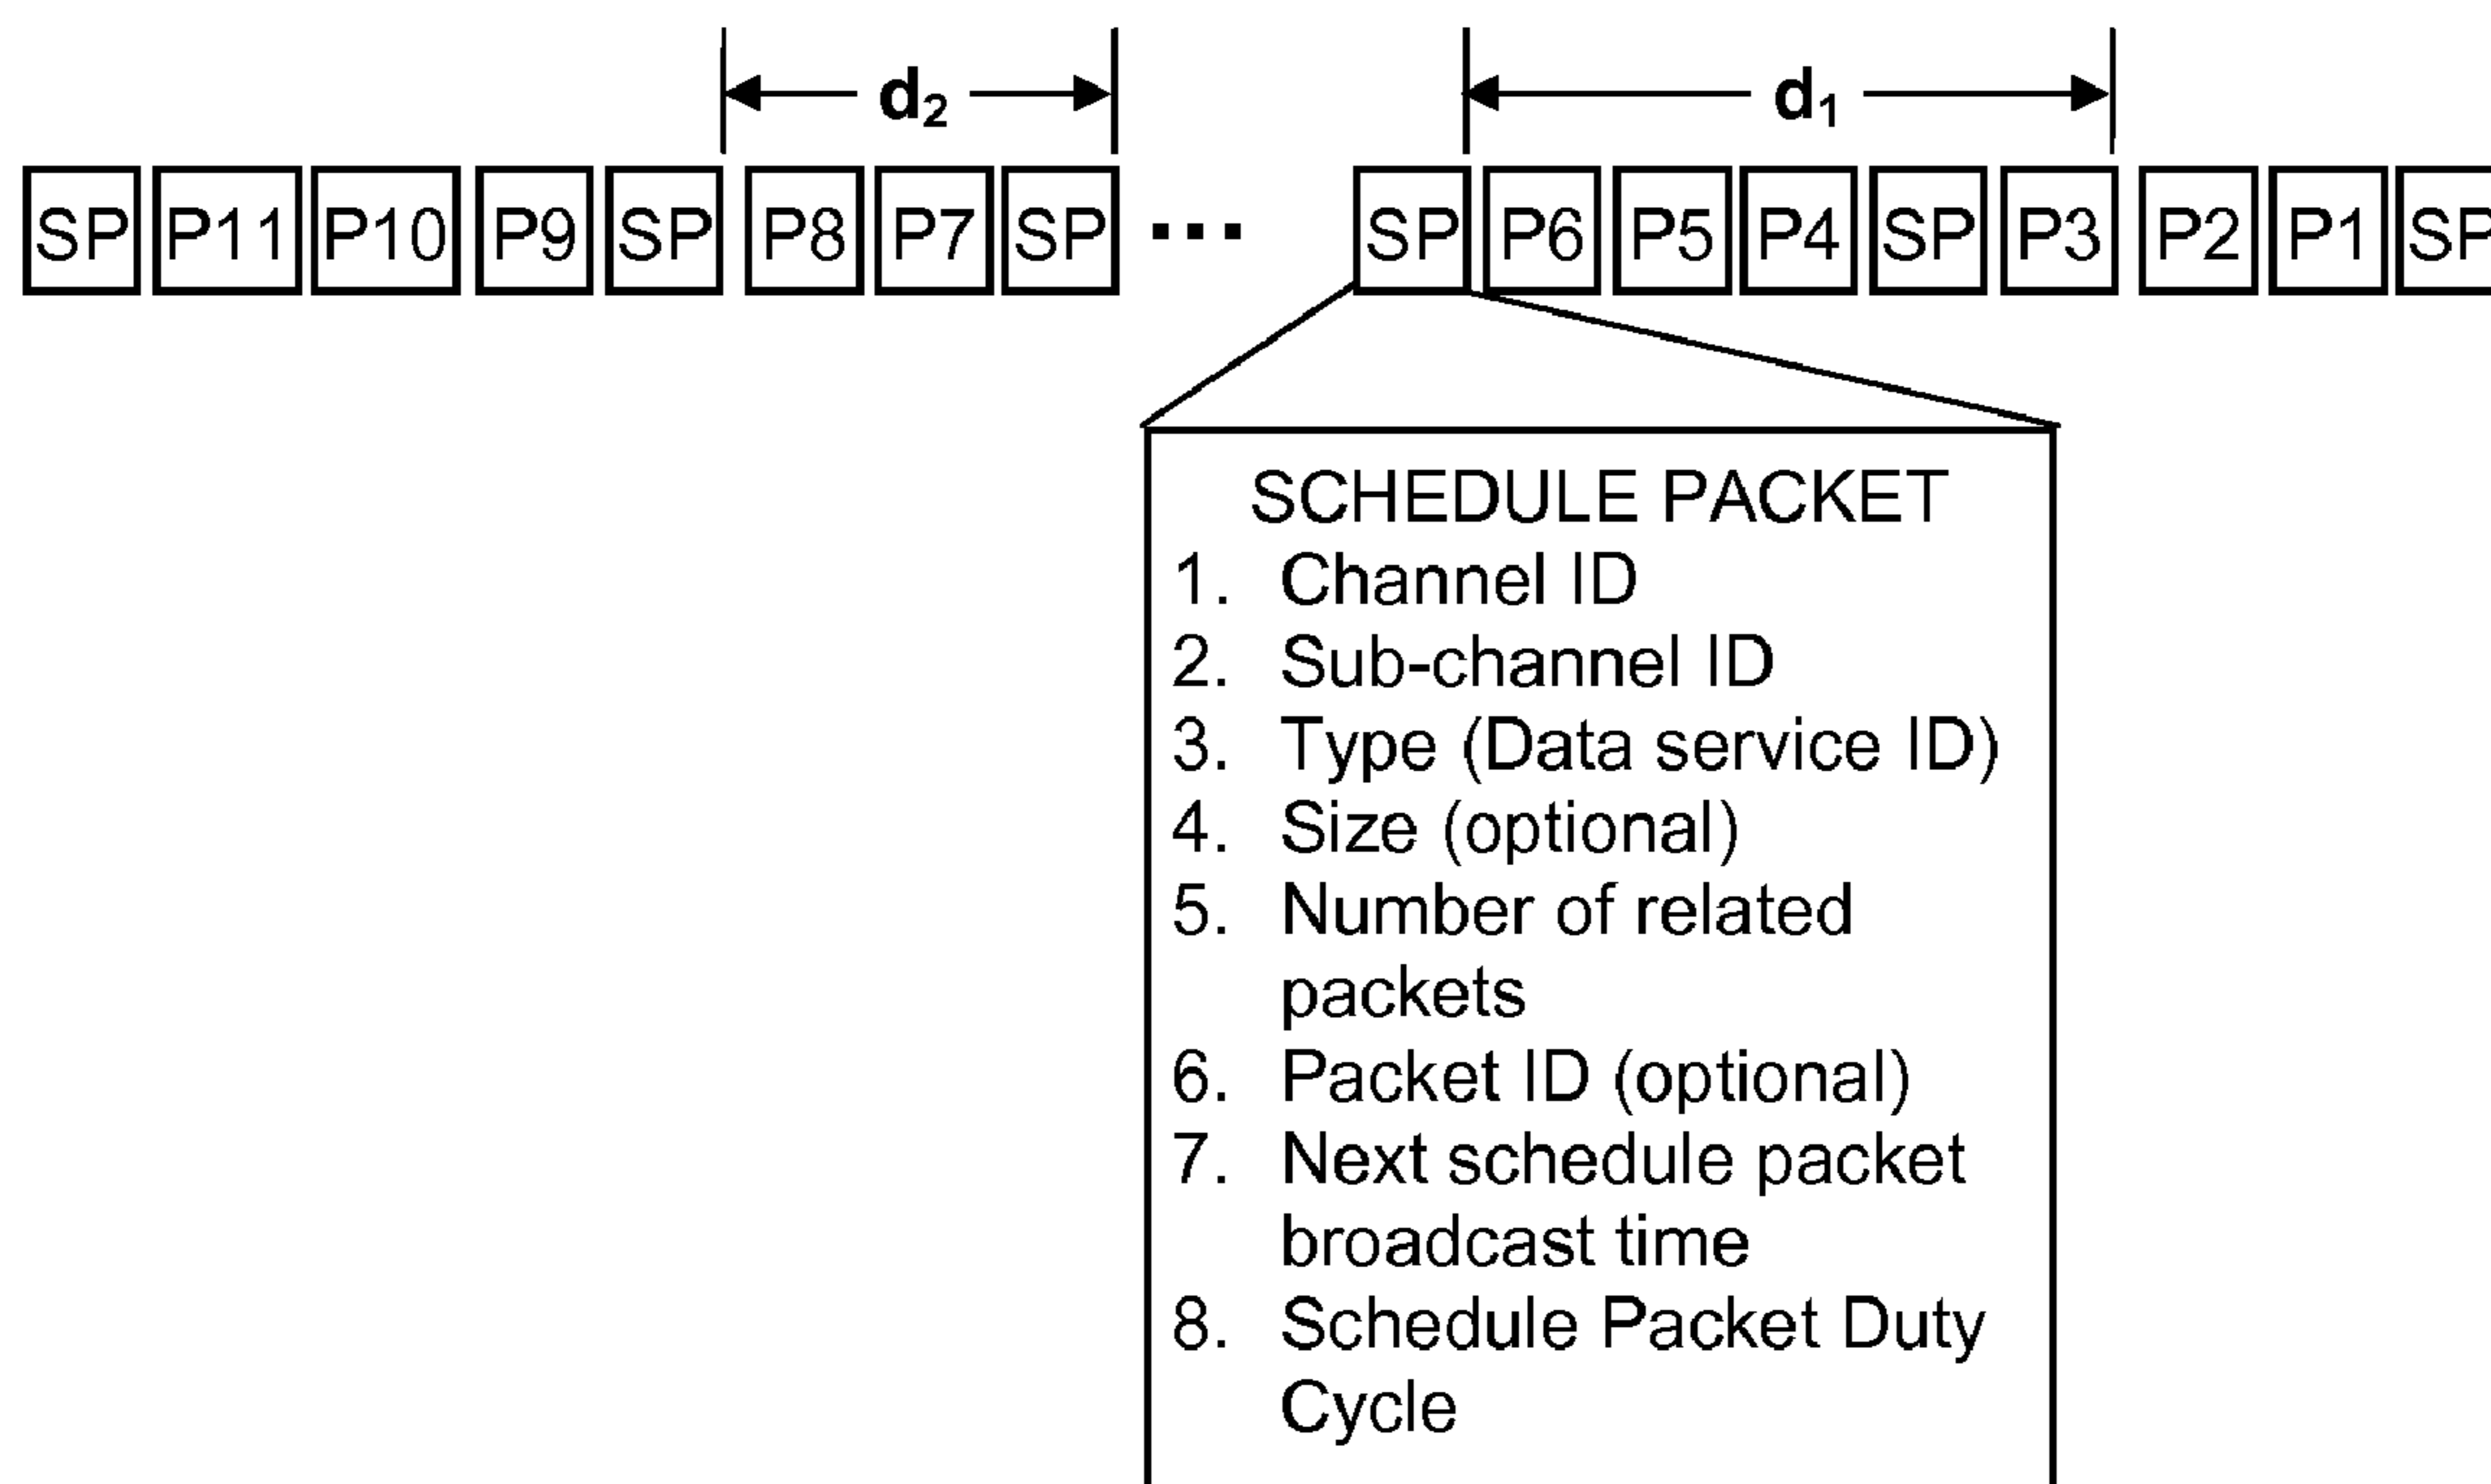 d2 d1
SP P11 P10 P9 SP P8 P7 SP ... SP P6 P5 P4 SP P3 P2 P1 SP
SCHEDULE PACKET
1. Channel ID
2. Sub-channel ID
3. Type (Data service ID)
4. Size (optional)
5. Number of related
packets
6. Packet ID (optional)
7. Next schedule packet
broadcast time
8. Schedule Packet Duty
Cycle